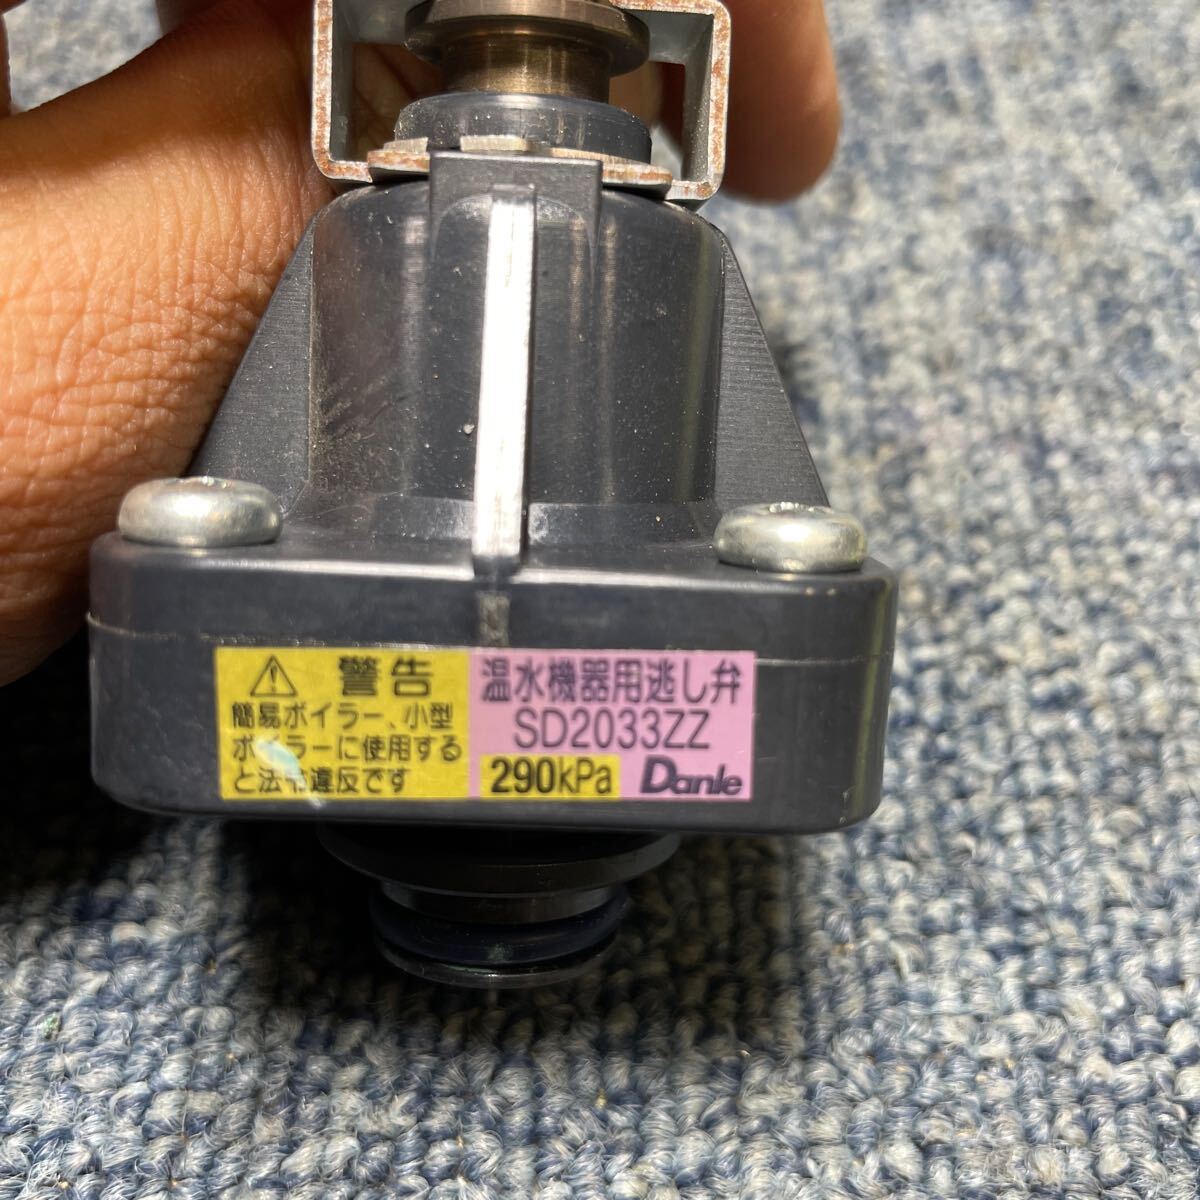 警告
簡易ボイラー、小型
ボイラーに使用する
と法令違反です
温水機器用逃し弁
SD2033ZZ
290kPa Danle